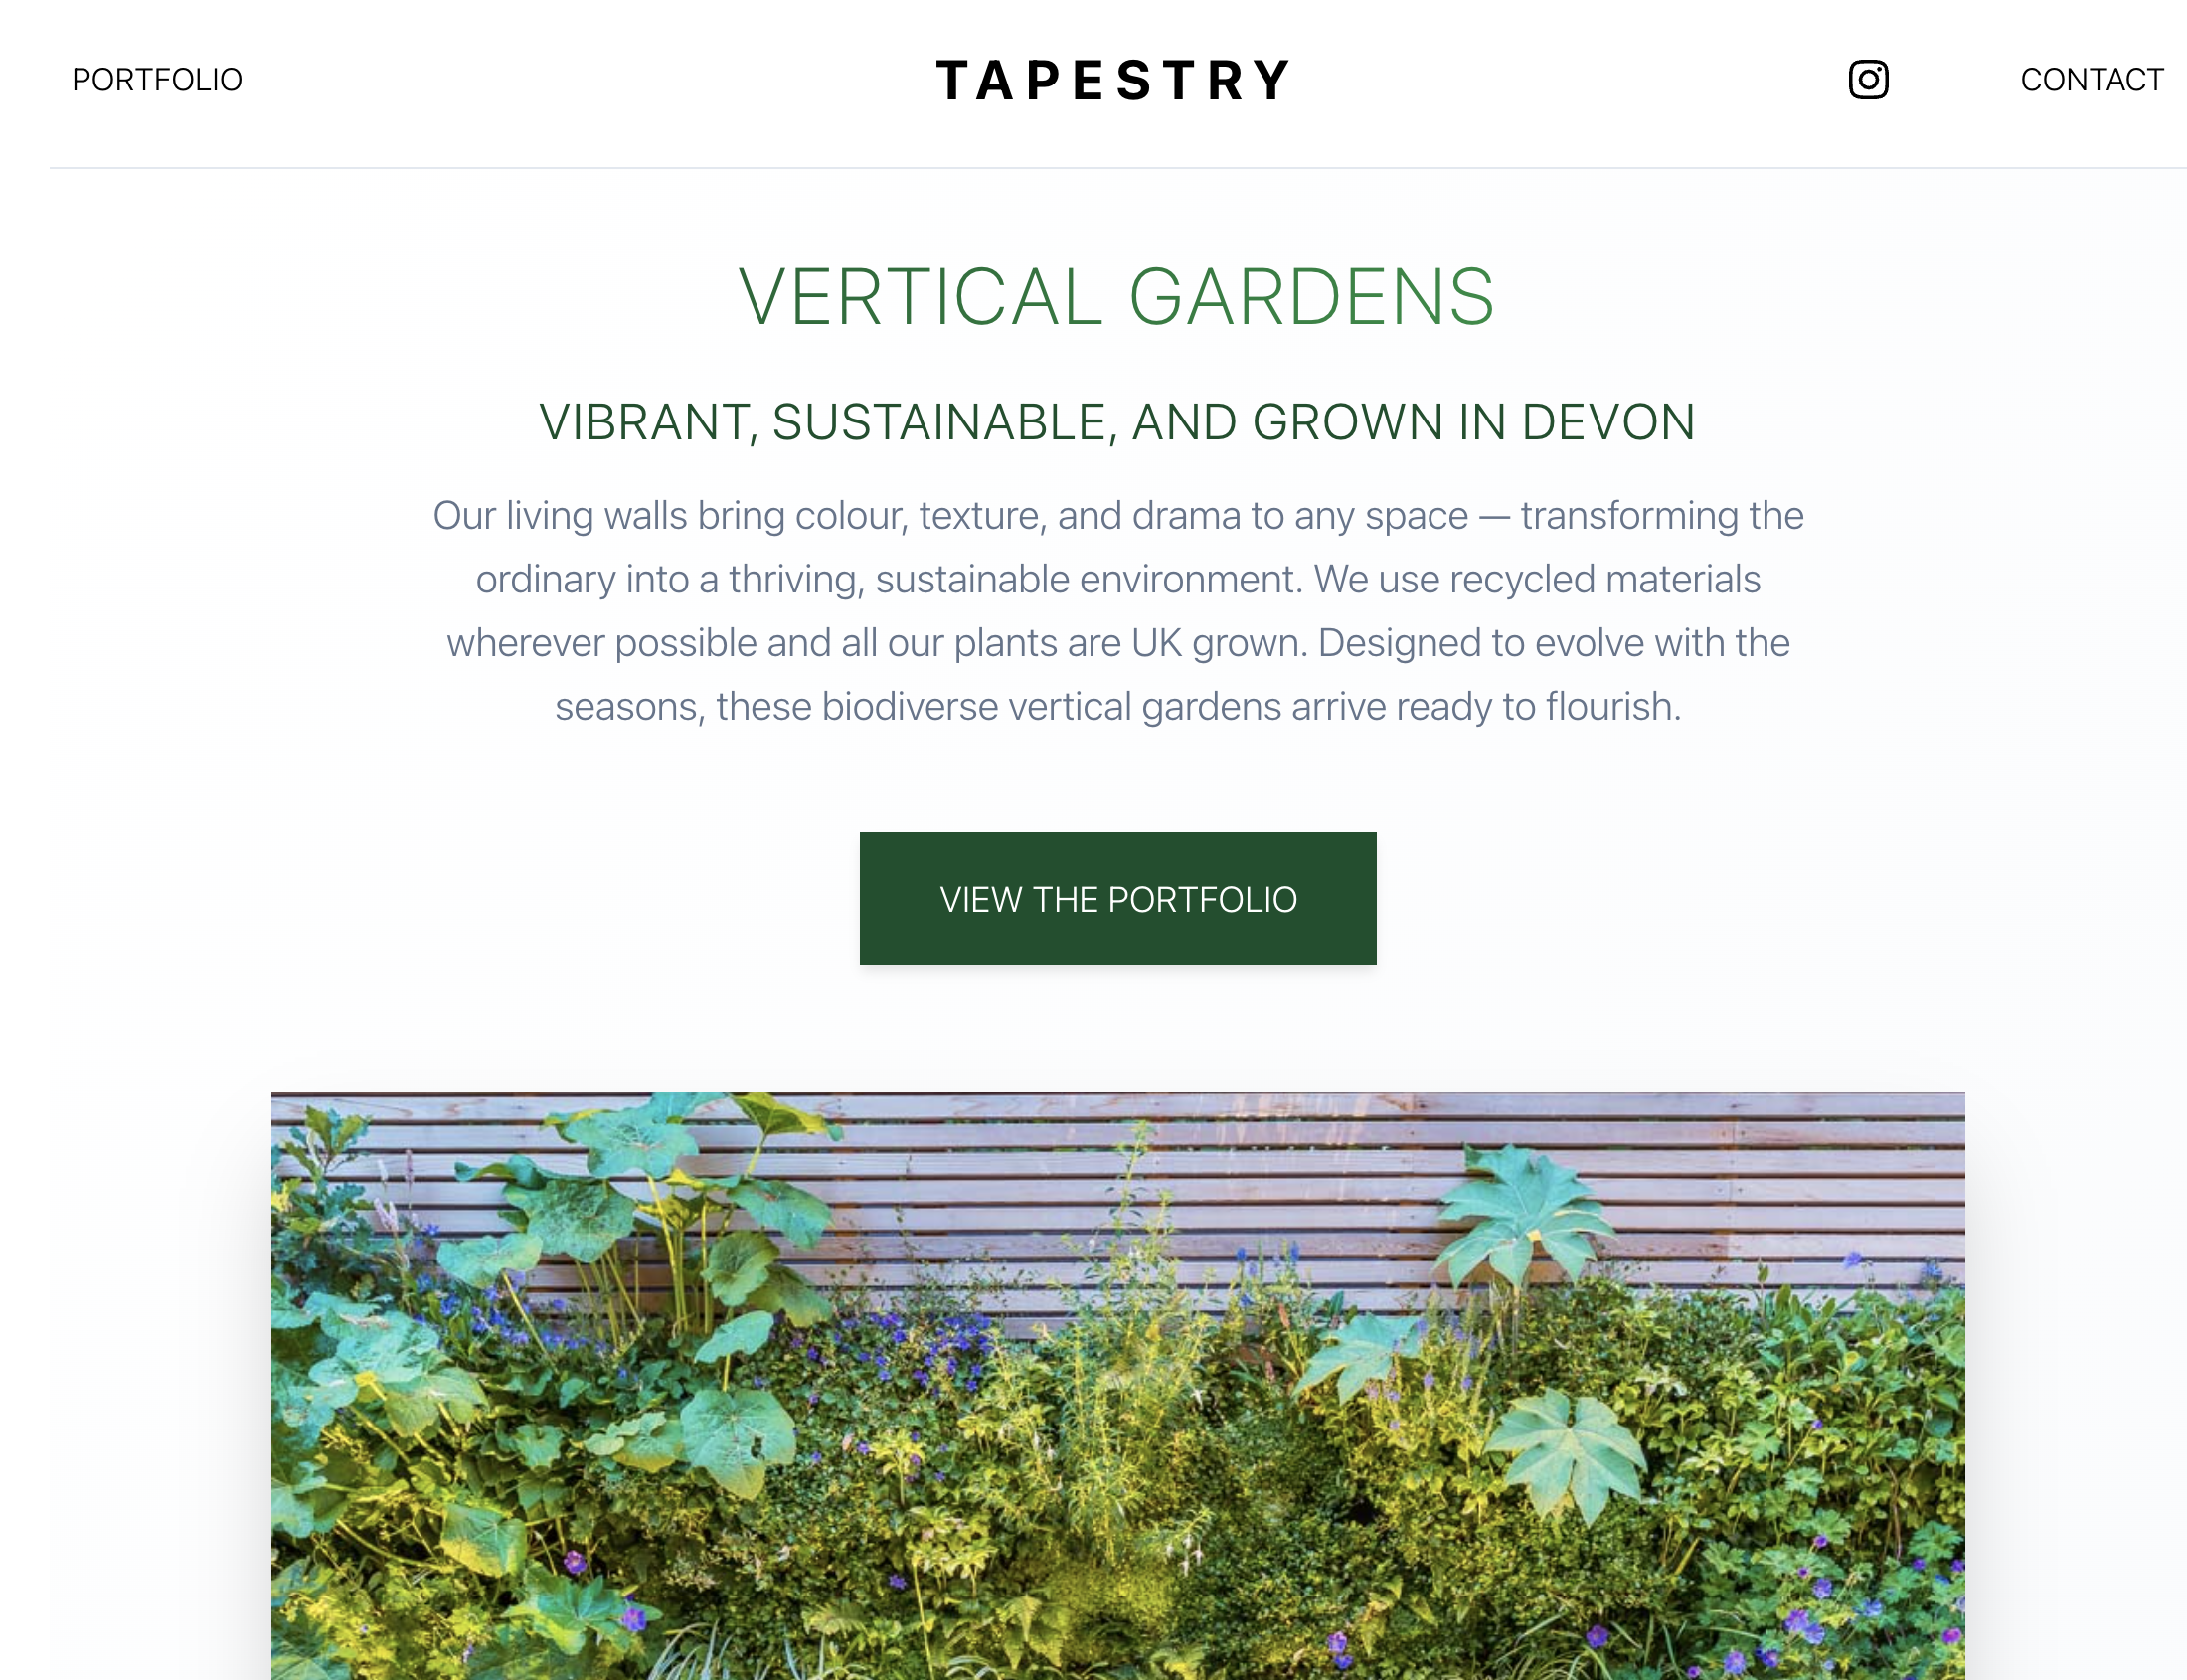 PORTFOLIO
TAPESTRY
CONTACT
VERTICAL GARDENS
VIBRANT, SUSTAINABLE, AND GROWN IN DEVON
Our living walls bring colour, texture, and drama to any space — transforming the
ordinary into a thriving, sustainable environment. We use recycled materials
wherever possible and all our plants are UK grown. Designed to evolve with the
seasons, these biodiverse vertical gardens arrive ready to flourish.
VIEW THE PORTFOLIO